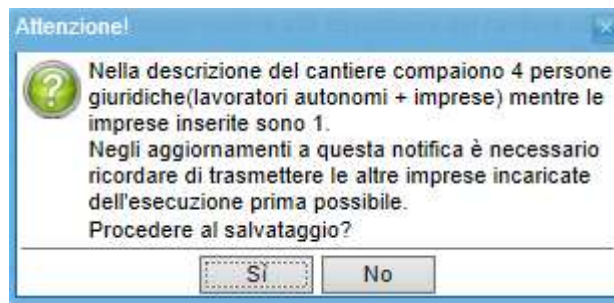 Attenzione!
Nella descrizione del cantiere compaiono 4 persone
giuridiche(lavoratori autonomi + imprese) mentre le
imprese inserite sono 1.
Negli aggiornamenti a questa notifica è necessario
ricordare di trasmettere le altre imprese incaricate
dell'esecuzione prima possibile.
Procedere al salvataggio?
Sì
No